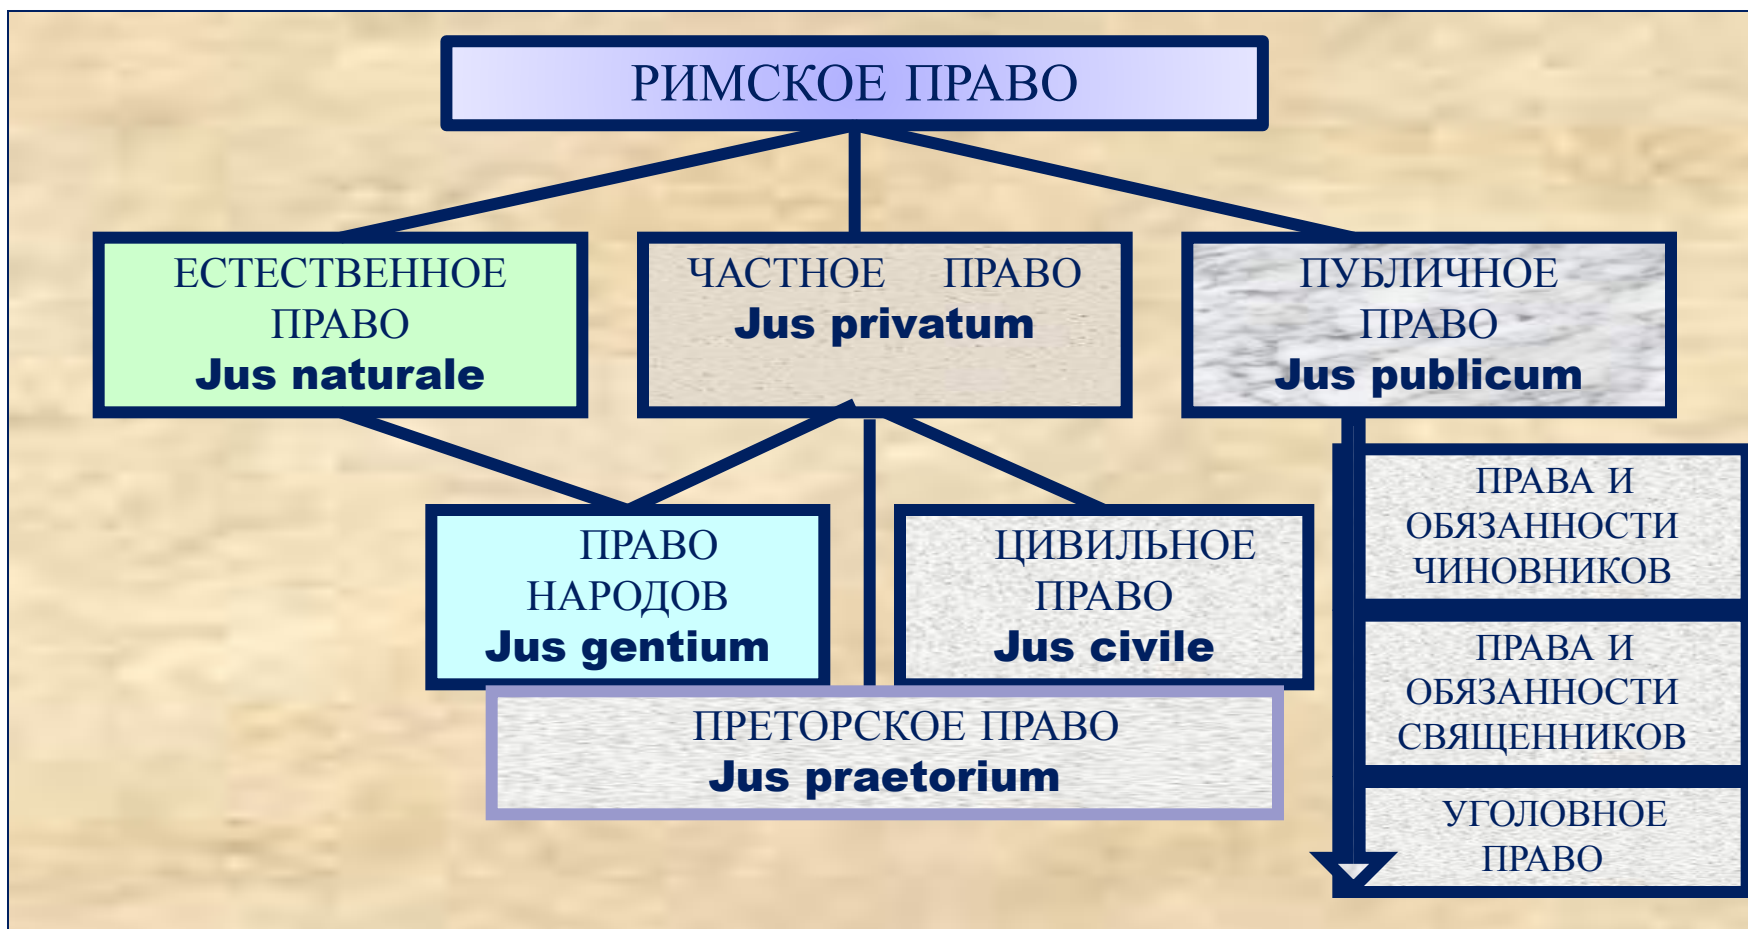 РИМСКОЕ ПРАВО
ЕСТЕСТВЕННОЕ
ПРАВО
Jus naturale
ЧАСТНОЕ ПРАВО
Jus privatum
ПУБЛИЧНОЕ
ПРАВО
Jus publicum
ПРАВО
НАРОДОВ
Jus gentium
ЦИВИЛЬНОЕ
ПРАВО
Jus civile
ПРЕТОРСКОЕ ПРАВО
Jus praetorium
ПРАВА И
ОБЯЗАННОСТИ
ЧИНОВНИКОВ
ПРАВА И
ОБЯЗАННОСТИ
СВЯЩЕННИКОВ
УГОЛОВНОЕ
ПРАВО